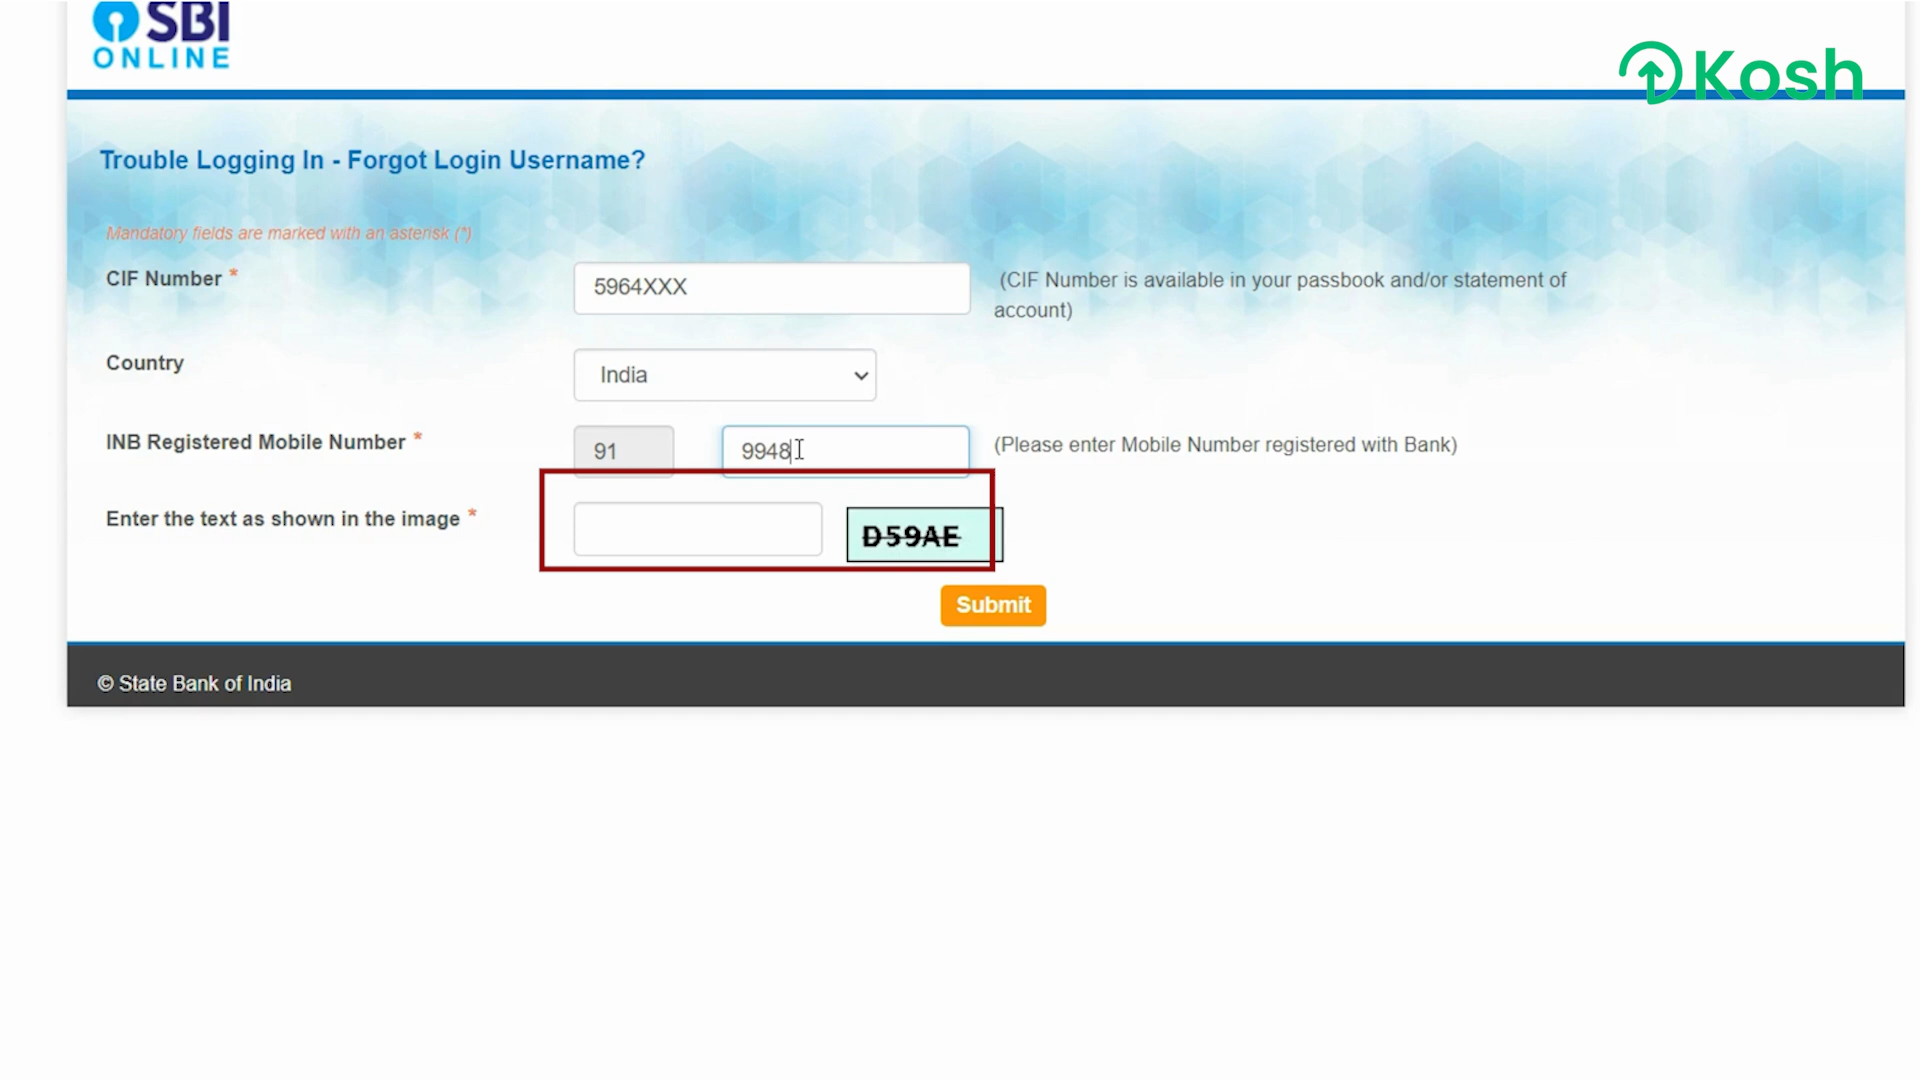 SBI
ONLINE
Kosh
Trouble Logging In - Forgot Login Username?
Mandatory fields are marked with an asterisk (*)
CIF Number *
5964XXX
(CIF Number is available in your passbook and/or statement of
account)
Country
India
INB Registered Mobile Number *
91
9948
(Please enter Mobile Number registered with Bank)
Enter the text as shown in the image *
D59AE
Submit
© State Bank of India